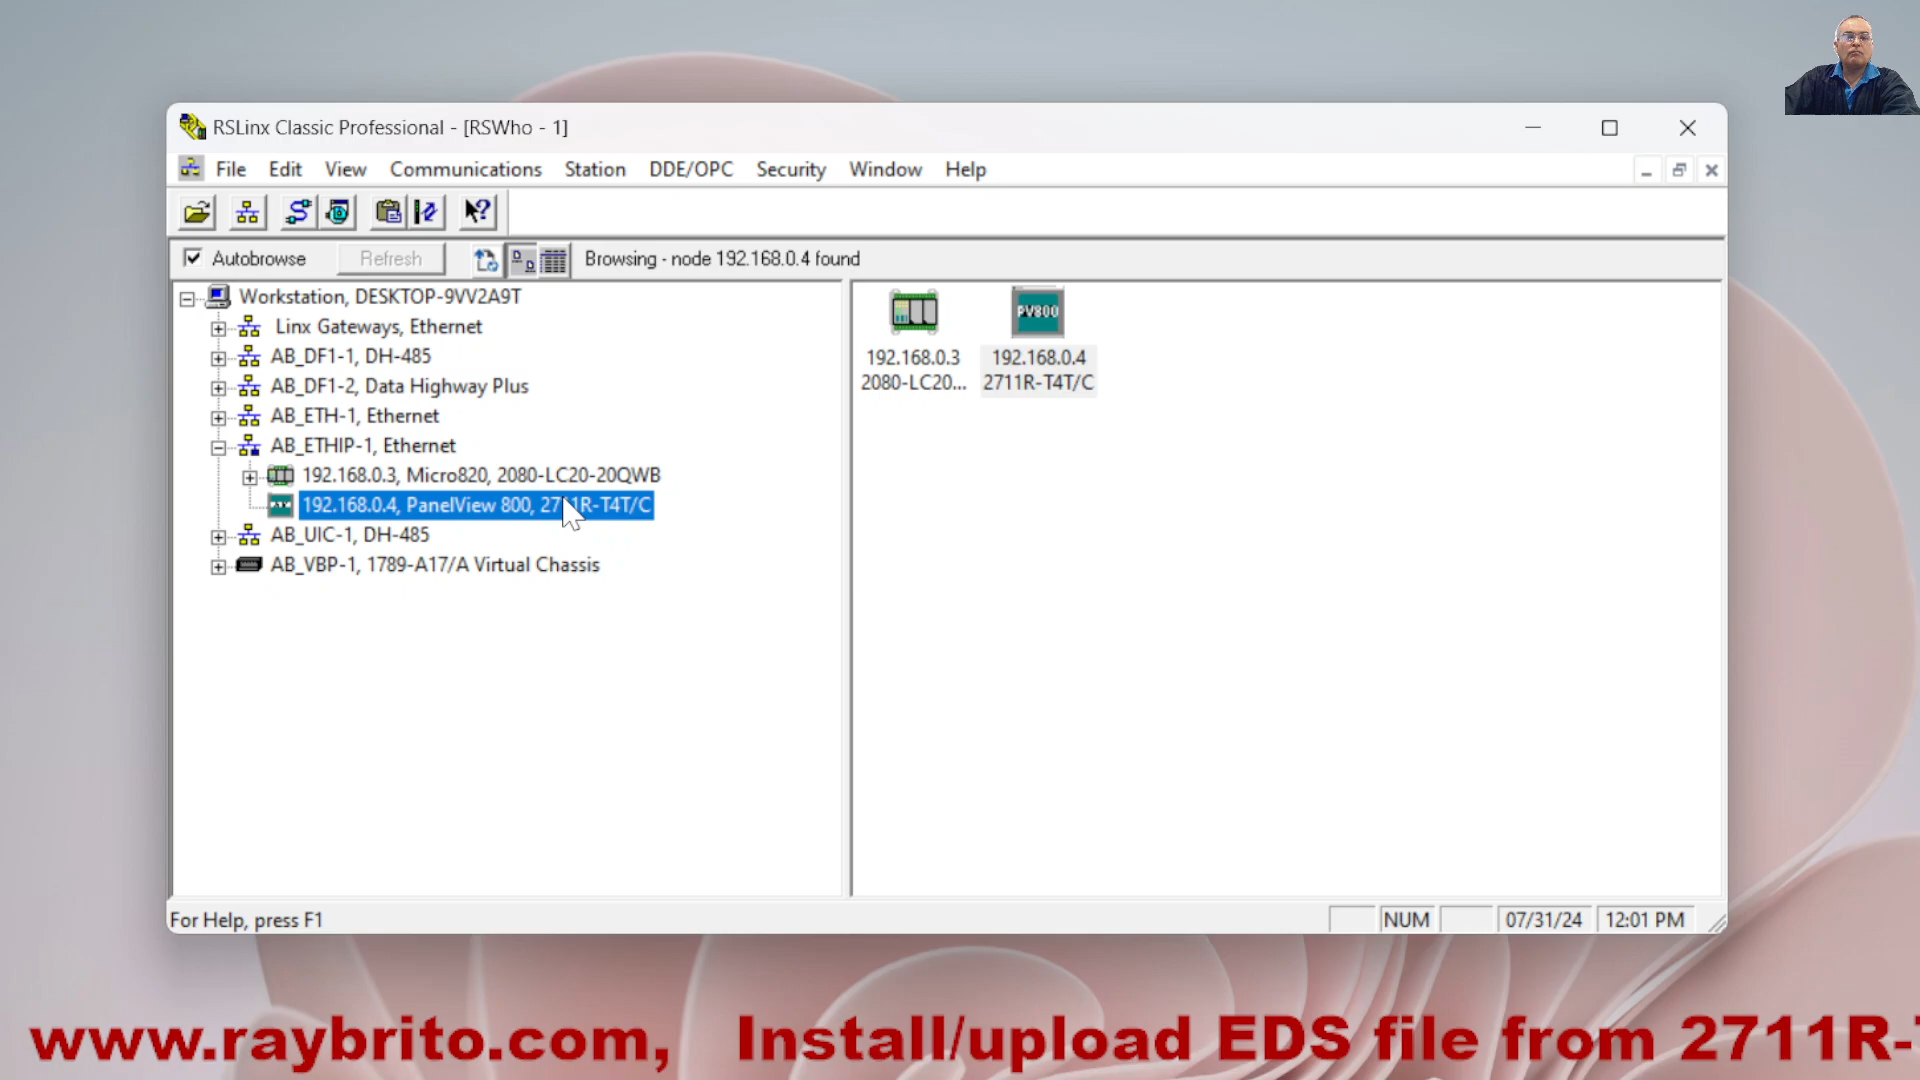 RSLinx Classic Professional - [RSWho - 1]
File Edit View Communications Station DDE/OPC Security Window Help
Autobrowse Refresh Browsing - node 192.168.0.4 found
Workstation, DESKTOP-9VV2A9T
Linx Gateways, Ethernet
AB_DF1-1, DH-485
AB_DF1-2, Data Highway Plus
AB_ETH-1, Ethernet
AB_ETHIP-1, Ethernet
192.168.0.3, Micro820, 2080-LC20-20QWB
192.168.0.4, PanelView 800, 2711R-T4T/C
AB_UIC-1, DH-485
AB_VBP-1, 1789-A17/A Virtual Chassis
PV800
192.168.0.3 192.168.0.4
2080-LC20... 2711R-T4T/C
For Help, press F1 NUM 07/31/24 12:01 PM
www.raybrito.com, Install/upload EDS file from 2711R-